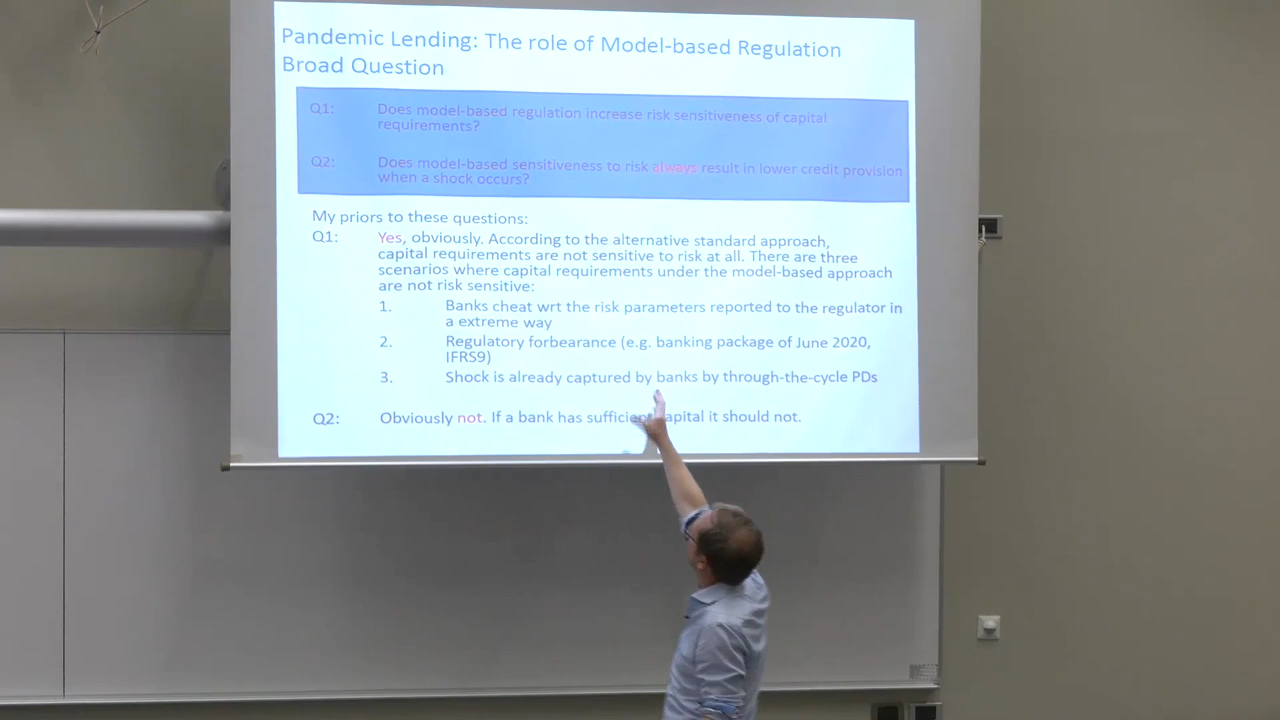 Pandemic Lending: The role of Model-based Regulation
Broad Question
Q1: Does model-based regulation increase risk sensitiveness of capital
requirements?
Q2: Does model-based sensitiveness to risk always result in lower credit provision
when a shock occurs?
My priors to these questions:
Q1: Yes, obviously. According to the alternative standard approach,
capital requirements are not sensitive to risk at all. There are three
scenarios where capital requirements under the model-based approach
are not risk sensitive:
1. Banks cheat wrt the risk parameters reported to the regulator in
a extreme way
2. Regulatory forbearance (e.g. banking package of June 2020,
IFRS9)
3. Shock is already captured by banks by through-the-cycle PDs
Q2: Obviously not. If a bank has sufficient capital it should not.